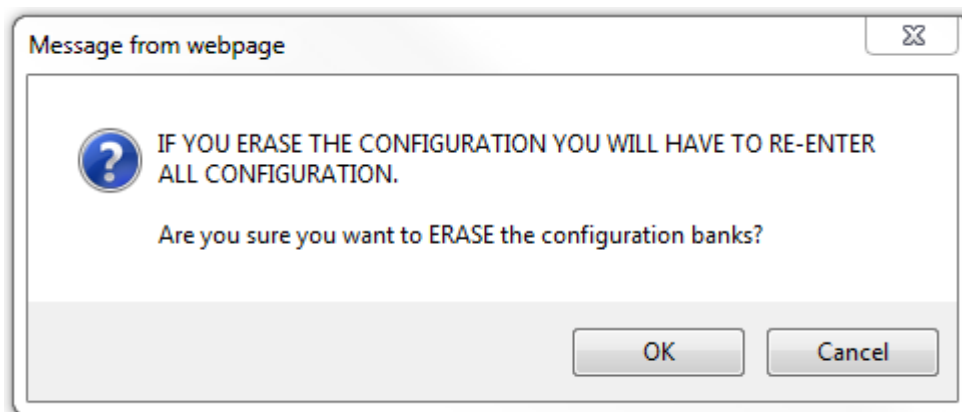 Message from webpage
IF YOU ERASE THE CONFIGURATION YOU WILL HAVE TO RE-ENTER
ALL CONFIGURATION.
Are you sure you want to ERASE the configuration banks?
OK
Cancel